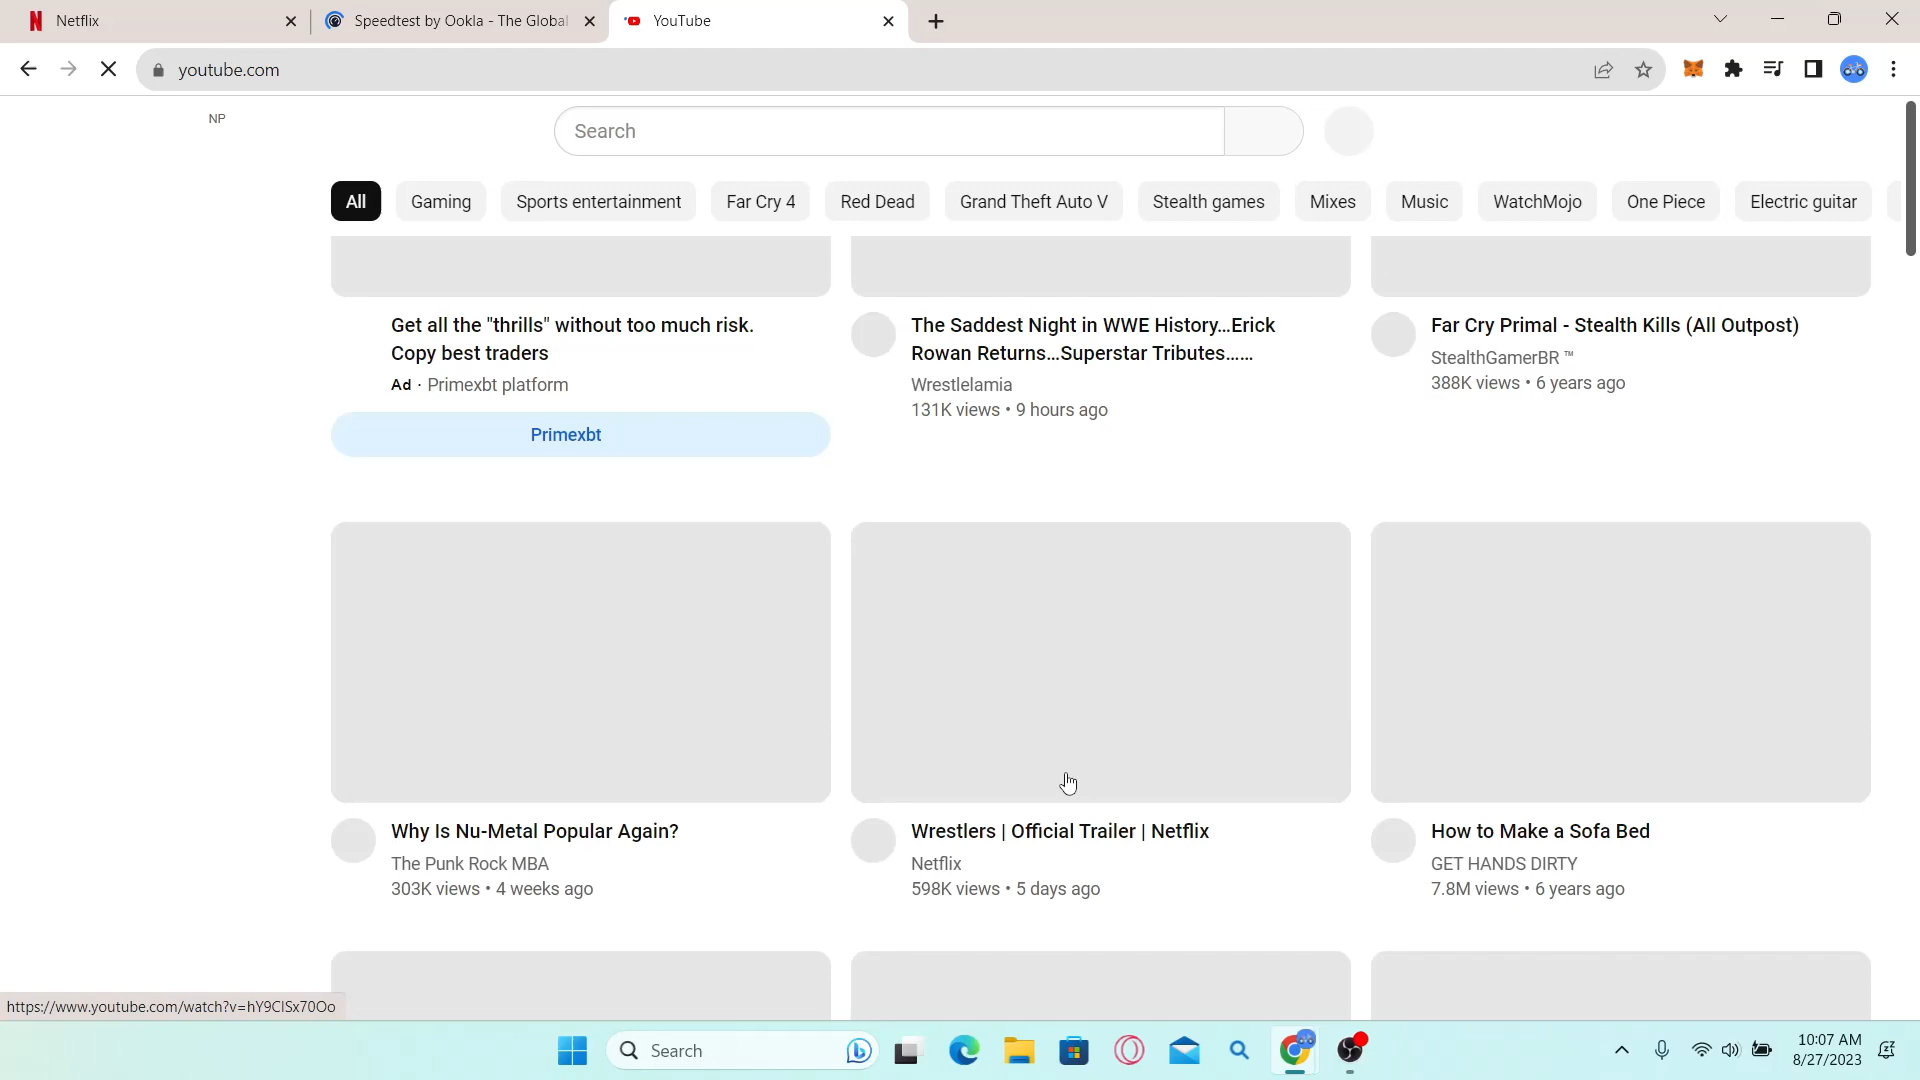 Netflix
Speedtest by Ookla - The Global
YouTube
youtube.com
NP
Search
All
Gaming
Sports entertainment
Far Cry 4
Red Dead
Grand Theft Auto V
Stealth games
Mixes
Music
WatchMojo
One Piece
Electric guitar
Get all the "thrills" without too much risk.
Copy best traders
Ad · Primexbt platform
Primexbt
The Saddest Night in WWE History...Erick
Rowan Returns...Superstar Tributes......
Wrestlelamia
131K views • 9 hours ago
Far Cry Primal - Stealth Kills (All Outpost)
StealthGamerBR ™
388K views • 6 years ago
Why Is Nu-Metal Popular Again?
The Punk Rock MBA
303K views • 4 weeks ago
Wrestlers | Official Trailer | Netflix
Netflix
598K views • 5 days ago
How to Make a Sofa Bed
GET HANDS DIRTY
7.8M views • 6 years ago
https://www.youtube.com/watch?v=hY9ClSx70Oo
Search
10:07 AM
8/27/2023